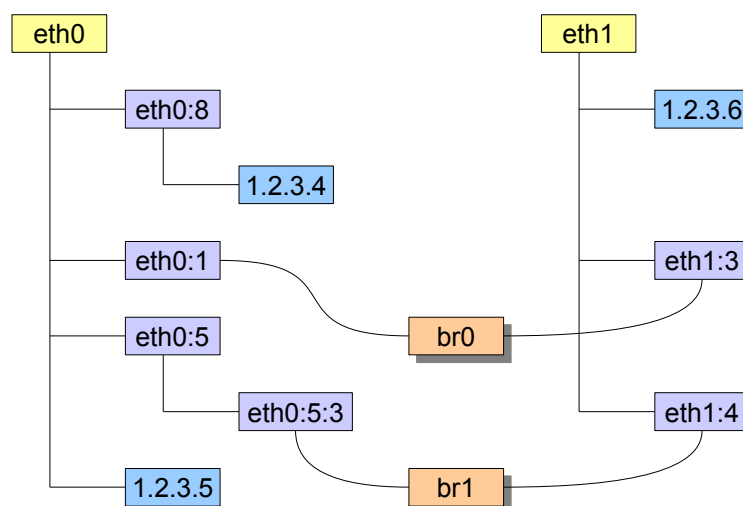 eth0
eth1
eth0:8
1.2.3.6
1.2.3.4
eth0:1
eth1:3
eth0:5
br0
eth0:5:3
eth1:4
1.2.3.5
br1